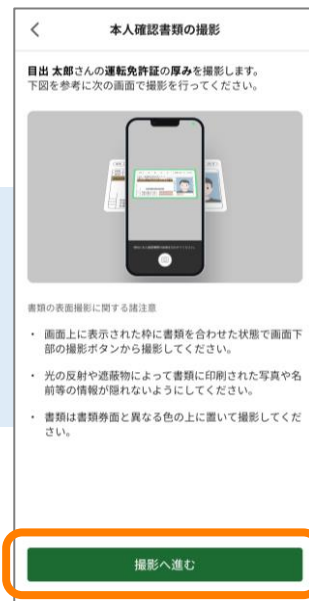 本人確認書類の撮影
目出 太郎さんの運転免許証の厚みを撮影します。
下図を参考に次の画面で撮影を行ってください。
書類の表面撮影に関する諸注意
・ 画面上に表示された枠に書類を合わせた状態で画面下
部の撮影ボタンから撮影してください。
・ 光の反射や遮蔽物によって書類に印刷された写真や名
前等の情報が隠れないようにしてください。
・ 書類は書類券面と異なる色の上に置いて撮影してくだ
さい。
撮影へ進む